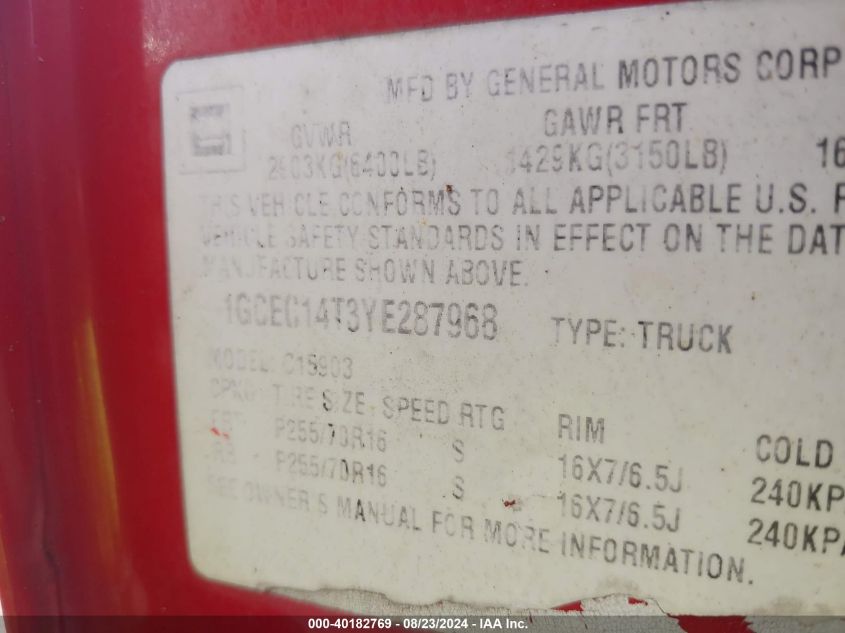 MFD BY GENERAL MOTORS CORP
GVWR GAWR FRT
2903KG(6400LB) 1429KG(3150LB) 16
THIS VEHICLE CONFORMS TO ALL APPLICABLE U.S. F
VEHICLE SAFETY STANDARDS IN EFFECT ON THE DAT
MANUFACTURE SHOWN ABOVE.
1GCEC14T3YE287968 TYPE: TRUCK
MODEL: C15903
TIRE SIZE SPEED RTG RIM COLD
FRT P255/70R16 S 16X7/6.5J 240KP
RR P255/70R16 S 16X7/6.5J 240KPA
SEE OWNER'S MANUAL FOR MORE INFORMATION.
000-40182769 - 08/23/2024 - IAA Inc.